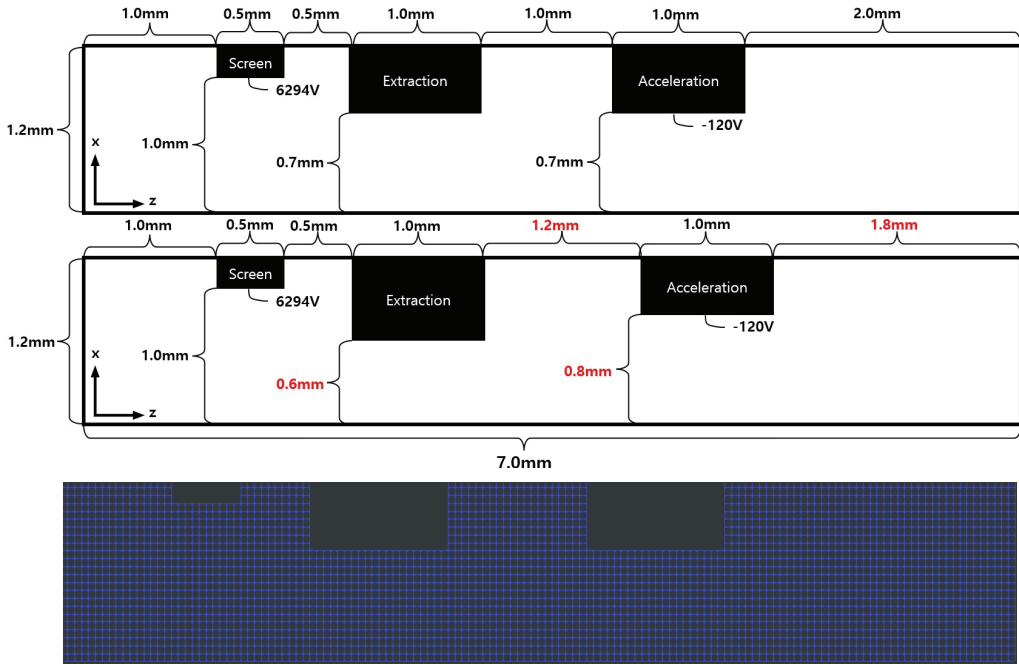 1.0mm 0.5mm 0.5mm 1.0mm 1.0mm 1.0mm 2.0mm
Screen
6294V
Extraction
Acceleration
-120V
1.2mm
1.0mm
0.7mm
0.7mm
x
z
1.0mm 0.5mm 0.5mm 1.0mm 1.2mm 1.0mm 1.8mm
Screen
6294V
Extraction
Acceleration
-120V
1.2mm
1.0mm
0.6mm
0.8mm
x
z
7.0mm